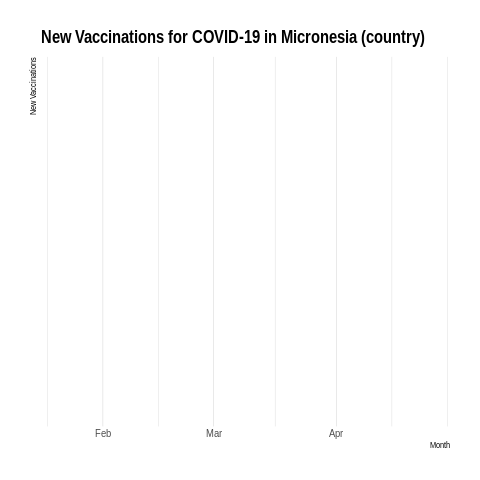 New Vaccinations for COVID-19 in Micronesia (country)
New Vaccinations
Feb Mar Apr
Month